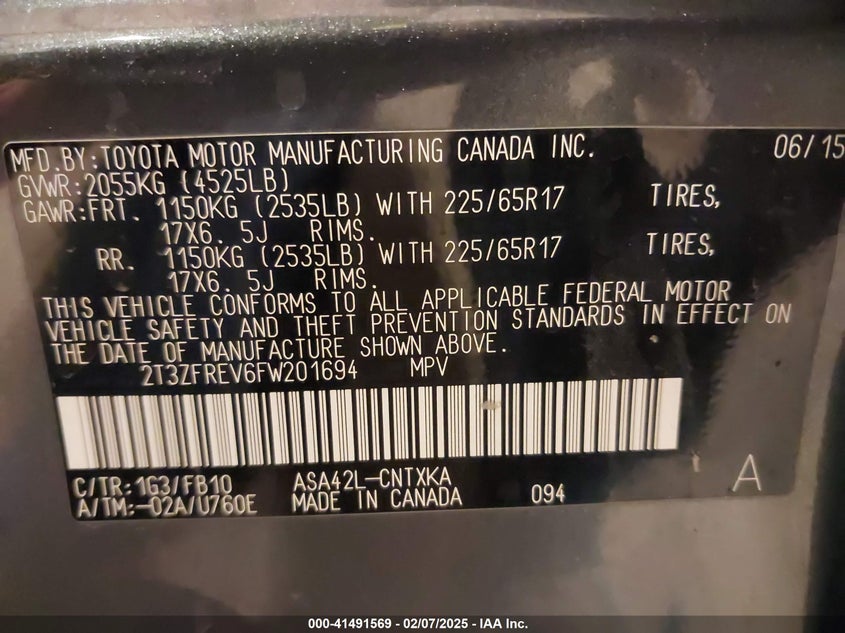 MFD.BY:TOYOTA MOTOR MANUFACTURING CANADA INC. 06/15
GVWR:2055KG (4525LB)
GAWR:FRT. 1150KG (2535LB) WITH 225/65R17 TIRES,
17X6. 5J RIMS.
RR. 1150KG (2535LB) WITH 225/65R17 TIRES,
17X6. 5J RIMS.
THIS VEHICLE CONFORMS TO ALL APPLICABLE FEDERAL MOTOR
VEHICLE SAFETY AND THEFT PREVENTION STANDARDS IN EFFECT ON
THE DATE OF MANUFACTURE SHOWN ABOVE.
2T3ZFREV6FW201694 MPV
C/TR:1G3/FB10 ASA42L-CNTXKA A
A/TM:-02A/U760E MADE IN CANADA 094
000-41491569 — 02/07/2025 — IAA Inc.